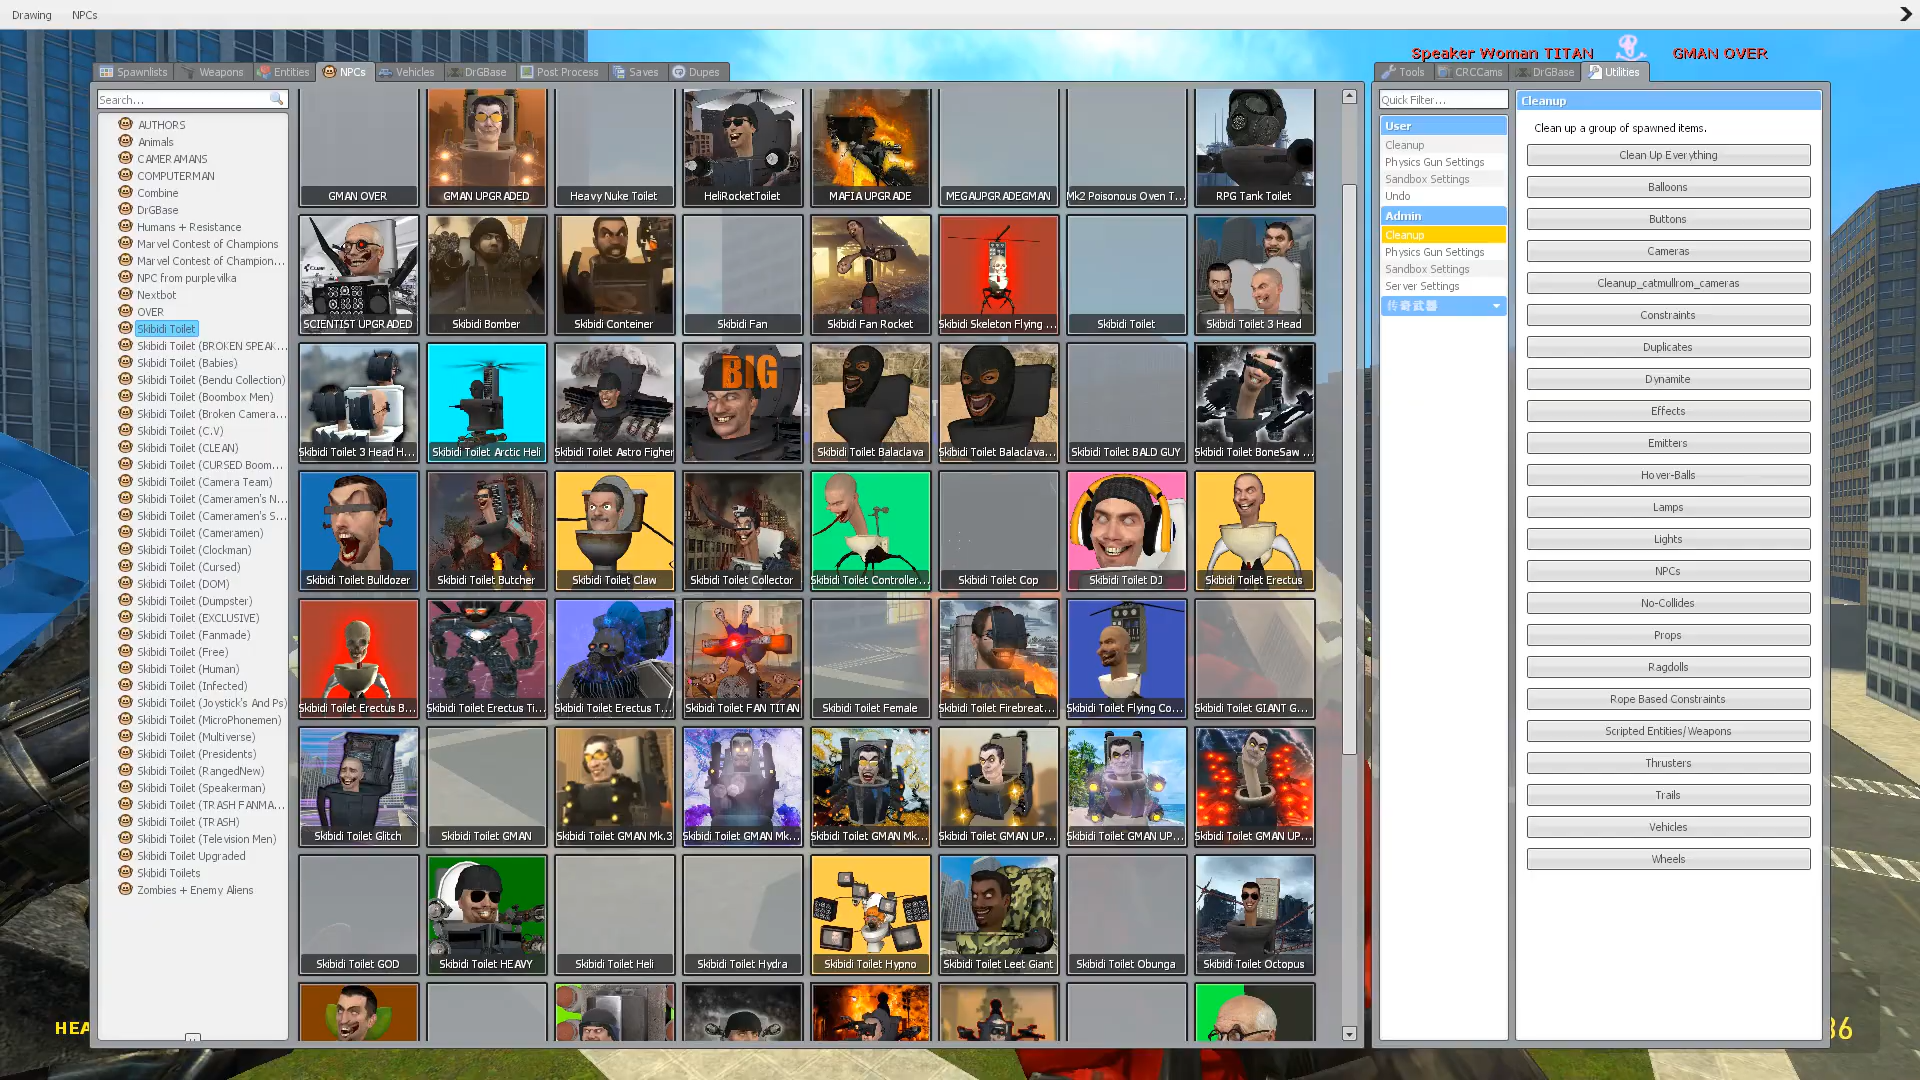 Drawing NPCs
Speaker Woman TITAN GMAN OVER
Spawnlists Weapons Entities NPCs Vehicles DrGBase Post Process Saves Dupes
Tools CRCCams DrGBase Utilities
Search...
AUTHORS
Animals
CAMERAMANS
COMPUTERMAN
Combine
DrGBase
Humans + Resistance
Marvel Contest of Champions
Marvel Contest of Champion...
NPC from purplevilka
Nextbot
OVER
Skibidi Toilet
Skibidi Toilet (BROKEN SPEAK...
Skibidi Toilet (Babies)
Skibidi Toilet (Bendu Collection)
Skibidi Toilet (Boombox Men)
Skibidi Toilet (Broken Camera...
Skibidi Toilet (C.V)
Skibidi Toilet (CLEAN)
Skibidi Toilet (CURSED Boom...
Skibidi Toilet (Camera Team)
Skibidi Toilet (Cameramen's N...
Skibidi Toilet (Cameramen's S...
Skibidi Toilet (Cameramen)
Skibidi Toilet (Clockman)
Skibidi Toilet (Cursed)
Skibidi Toilet (DOM)
Skibidi Toilet (Dumpster)
Skibidi Toilet (EXCLUSIVE)
Skibidi Toilet (Fanmade)
Skibidi Toilet (Free)
Skibidi Toilet (Human)
Skibidi Toilet (Infected)
Skibidi Toilet (Joystick's And Ps)
Skibidi Toilet (MicroPhonemen)
Skibidi Toilet (Multiverse)
Skibidi Toilet (Presidents)
Skibidi Toilet (RangedNew)
Skibidi Toilet (Speakerman)
Skibidi Toilet (TRASH FANMA...
Skibidi Toilet (TRASH)
Skibidi Toilet (Television Men)
Skibidi Toilet Upgraded
Skibidi Toilets
Zombies + Enemy Aliens
GMAN OVER GMAN UPGRADED Heavy Nuke Toilet HeliRocketToilet MAFIA UPGRADE MEGAUPGRADEGMAN Mk2 Poisonous Oven T... RPG Tank Toilet
SCIENTIST UPGRADED Skibidi Bomber Skibidi Conteiner Skibidi Fan Skibidi Fan Rocket Skibidi Skeleton Flying ... Skibidi Toilet Skibidi Toilet 3 Head
BIG
Skibidi Toilet 3 Head H... Skibidi Toilet Arctic Heli Skibidi Toilet Astro Figher Skibidi Toilet Balaclava Skibidi Toilet Balaclava... Skibidi Toilet BALD GUY Skibidi Toilet BoneSaw ...
Skibidi Toilet Bulldozer Skibidi Toilet Butcher Skibidi Toilet Claw Skibidi Toilet Collector Skibidi Toilet Controller... Skibidi Toilet Cop Skibidi Toilet DJ Skibidi Toilet Erectus
Skibidi Toilet Erectus B... Skibidi Toilet Erectus Ti... Skibidi Toilet Erectus T... Skibidi Toilet FAN TITAN Skibidi Toilet Female Skibidi Toilet Firebreat... Skibidi Toilet Flying Co... Skibidi Toilet GIANT G...
Skibidi Toilet Glitch Skibidi Toilet GMAN Skibidi Toilet GMAN Mk.3 Skibidi Toilet GMAN Mk... Skibidi Toilet GMAN Mk... Skibidi Toilet GMAN UP... Skibidi Toilet GMAN UP... Skibidi Toilet GMAN UP...
Skibidi Toilet GOD Skibidi Toilet HEAVY Skibidi Toilet Heli Skibidi Toilet Hydra Skibidi Toilet Hypno Skibidi Toilet Leet Giant Skibidi Toilet Obunga Skibidi Toilet Octopus
Quick Filter...
User
Cleanup
Physics Gun Settings
Sandbox Settings
Undo
Admin
Cleanup
Physics Gun Settings
Sandbox Settings
Server Settings
传奇武器
Cleanup
Clean up a group of spawned items.
Clean Up Everything
Balloons
Buttons
Cameras
Cleanup_catmullrom_cameras
Constraints
Duplicates
Dynamite
Effects
Emitters
Hover-Balls
Lamps
Lights
NPCs
No-Collides
Props
Ragdolls
Rope Based Constraints
Scripted Entities/Weapons
Thrusters
Trails
Vehicles
Wheels
HEA
36